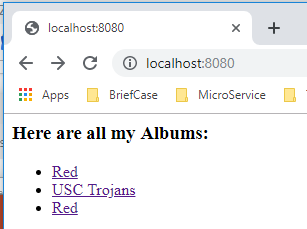 localhost:8080
localhost:8080
Apps BriefCase MicroService
Here are all my Albums:
Red
USC Trojans
Red